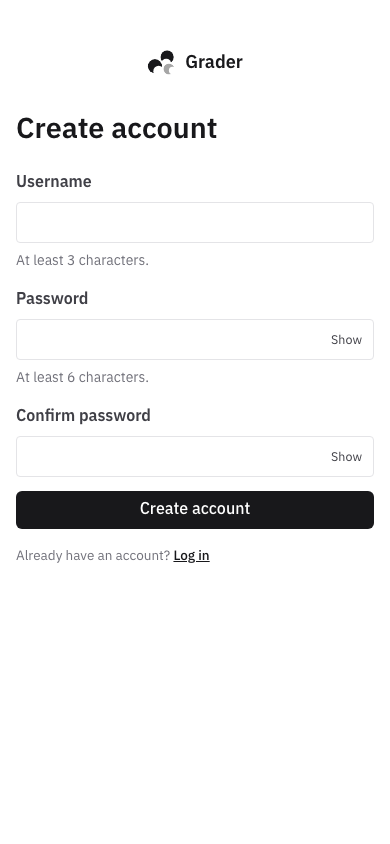 Grader
Create account
Username
At least 3 characters.
Password
Show
At least 6 characters.
Confirm password
Show
Create account
Already have an account? Log in